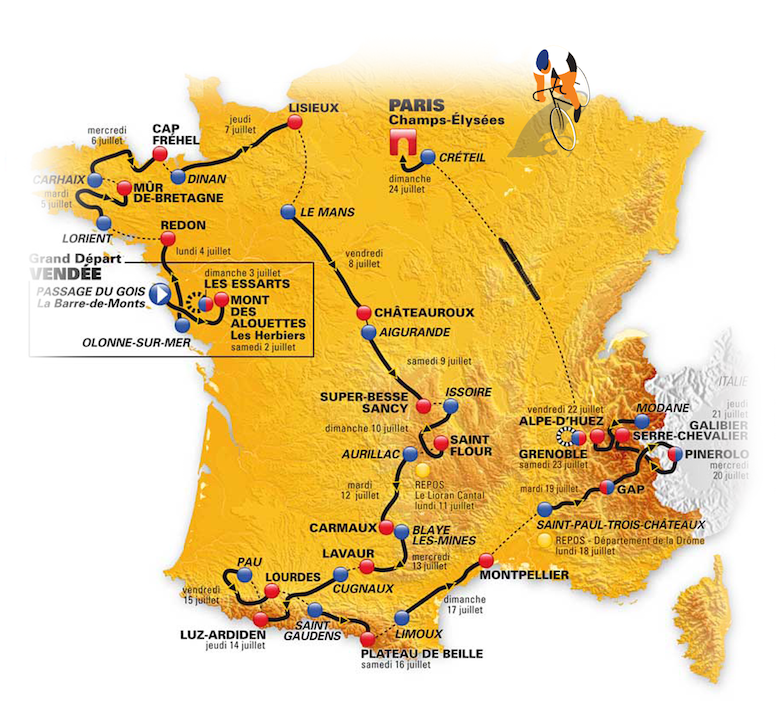 PARIS
Champs-Élysées
CRÉTEIL
dimanche
24 juillet
LISIEUX
jeudi
7 juillet
mercredi
6 juillet
CAP
FRÉHEL
DINAN
CARHAIX
MÛR
DE-BRETAGNE
mardi
5 juillet
LORIENT
REDON
lundi 4 juillet
LE MANS
vendredi
8 juillet
Grand Départ
VENDÉE
PASSAGE DU GOIS
La Barre-de-Monts
dimanche 3 juillet
LES ESSARTS
MONT
DES
ALOUETTES
Les Herbiers
samedi 2 juillet
OLONNE-SUR-MER
CHÂTEAUROUX
AIGURANDE
samedi 9 juillet
SUPER-BESSE
SANCY
ISSOIRE
dimanche 10 juillet
SAINT
FLOUR
AURILLAC
REPOS
Le Lioran Cantal
lundi 11 juillet
mardi
12 juillet
CARMAUX
BLAYE
LES-MINES
LAVAUR
mercredi
13 juillet
CUGNAUX
PAU
LOURDES
vendredi
15 juillet
LUZ-ARDIDEN
jeudi 14 juillet
SAINT
GAUDENS
PLATEAU DE BEILLE
samedi 16 juillet
LIMOUX
dimanche
17 juillet
MONTPELLIER
SAINT-PAUL-TROIS-CHÂTEAUX
REPOS - Département de la Drôme
lundi 18 juillet
mardi 19 juillet
GAP
vendredi 22 juillet
ALPE-D'HUEZ
GRENOBLE
samedi 23 juillet
MODANE
ITALIE
jeudi
21 juillet
GALIBIER
SERRE-CHEVALIER
PINEROLO
mercredi
20 juillet